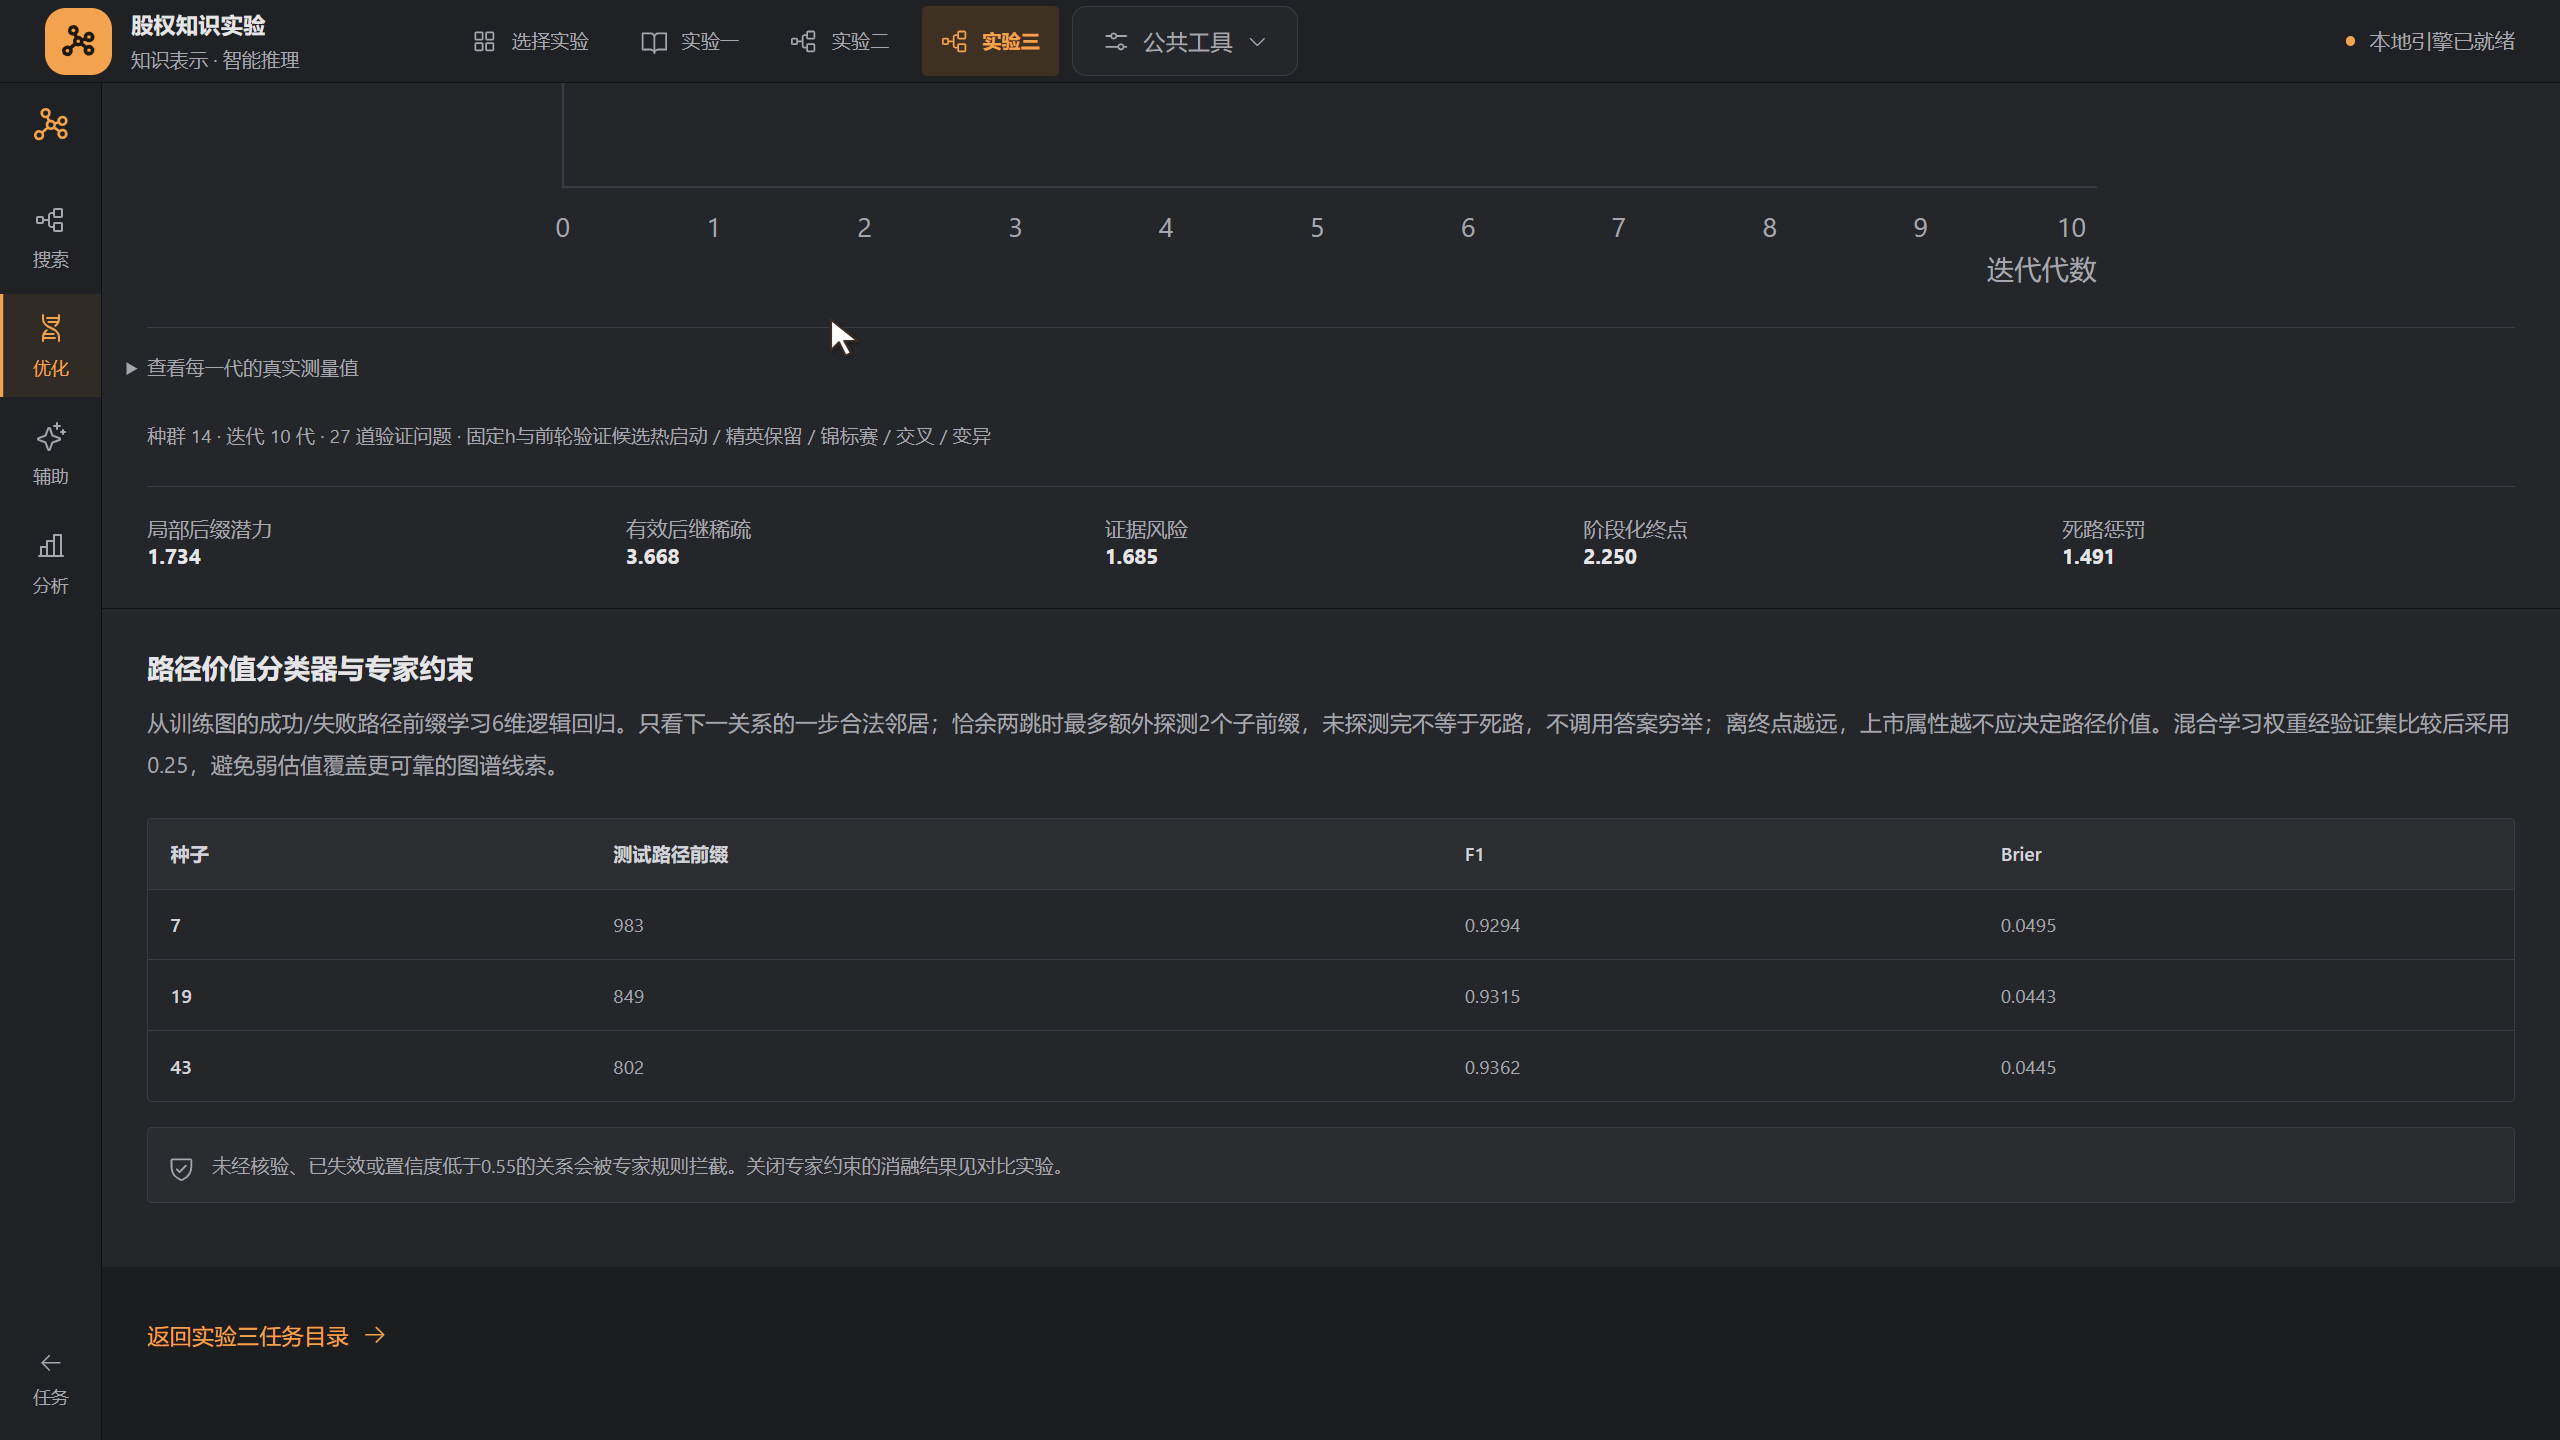 股权知识实验
知识表示 · 智能推理
选择实验
实验一
实验二
实验三
公共工具
本地引擎已就绪
搜索
优化
辅助
分析
任务
0 1 2 3 4 5 6 7 8 9 10
迭代代数
查看每一代的真实测量值
种群 14 · 迭代 10 代 · 27 道验证问题 · 固定h与前轮验证候选热启动 / 精英保留 / 锦标赛 / 交叉 / 变异
局部后缀潜力 有效后继稀疏 证据风险 阶段化终点 死路惩罚
1.734 3.668 1.685 2.250 1.491
路径价值分类器与专家约束
从训练图的成功/失败路径前缀学习6维逻辑回归。只看下一关系的一步合法邻居；恰余两跳时最多额外探测2个子前缀，未探测完不等于死路，不调用答案穷举；离终点越远，上市属性越不应决定路径价值。混合学习权重经验证集比较后采用
0.25，避免弱估值覆盖更可靠的图谱线索。
种子 测试路径前缀 F1 Brier
7 983 0.9294 0.0495
19 849 0.9315 0.0443
43 802 0.9362 0.0445
未经核验、已失效或置信度低于0.55的关系会被专家规则拦截。关闭专家约束的消融结果见对比实验。
返回实验三任务目录